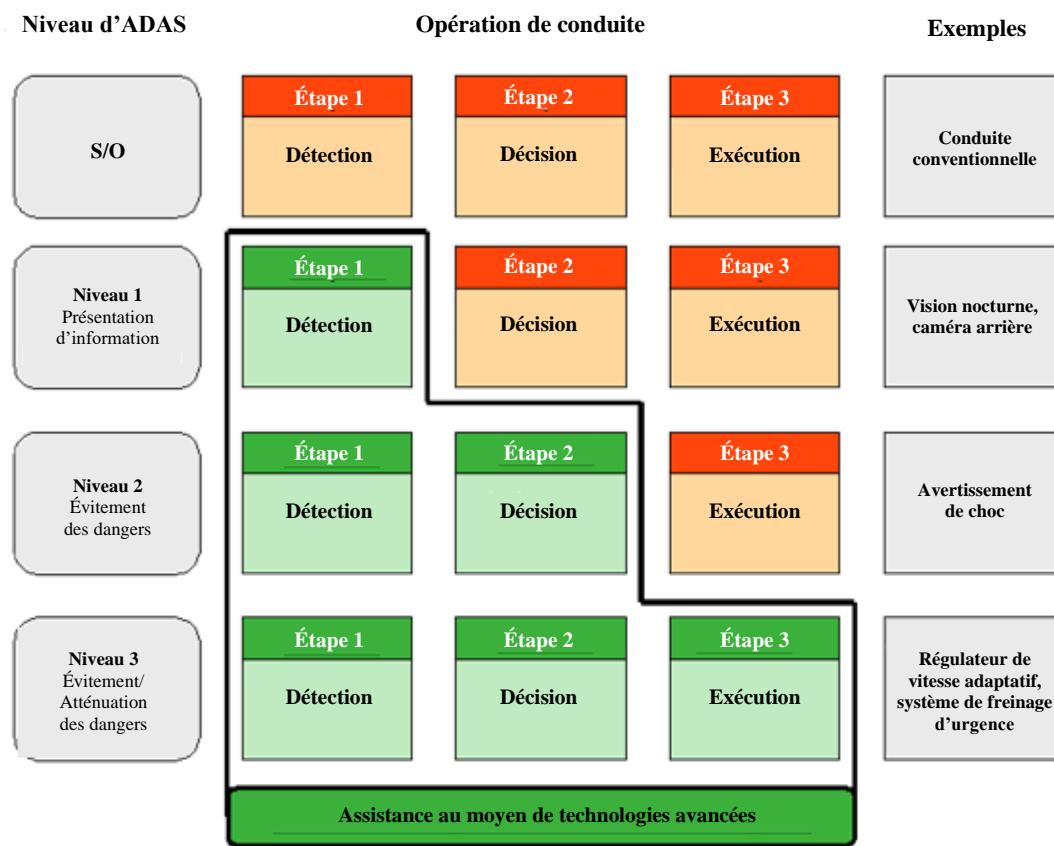 Niveau d’ADAS
Opération de conduite
Exemples
S/O
Étape 1
Détection
Étape 2
Décision
Étape 3
Exécution
Conduite
conventionnelle
Niveau 1
Présentation
d’information
Étape 1
Détection
Étape 2
Décision
Étape 3
Exécution
Vision nocturne,
caméra arrière
Niveau 2
Évitement
des dangers
Étape 1
Détection
Étape 2
Décision
Étape 3
Exécution
Avertissement
de choc
Niveau 3
Évitement/
Atténuation
des dangers
Étape 1
Détection
Étape 2
Décision
Étape 3
Exécution
Régulateur de
vitesse adaptatif,
système de freinage
d’urgence
Assistance au moyen de technologies avancées